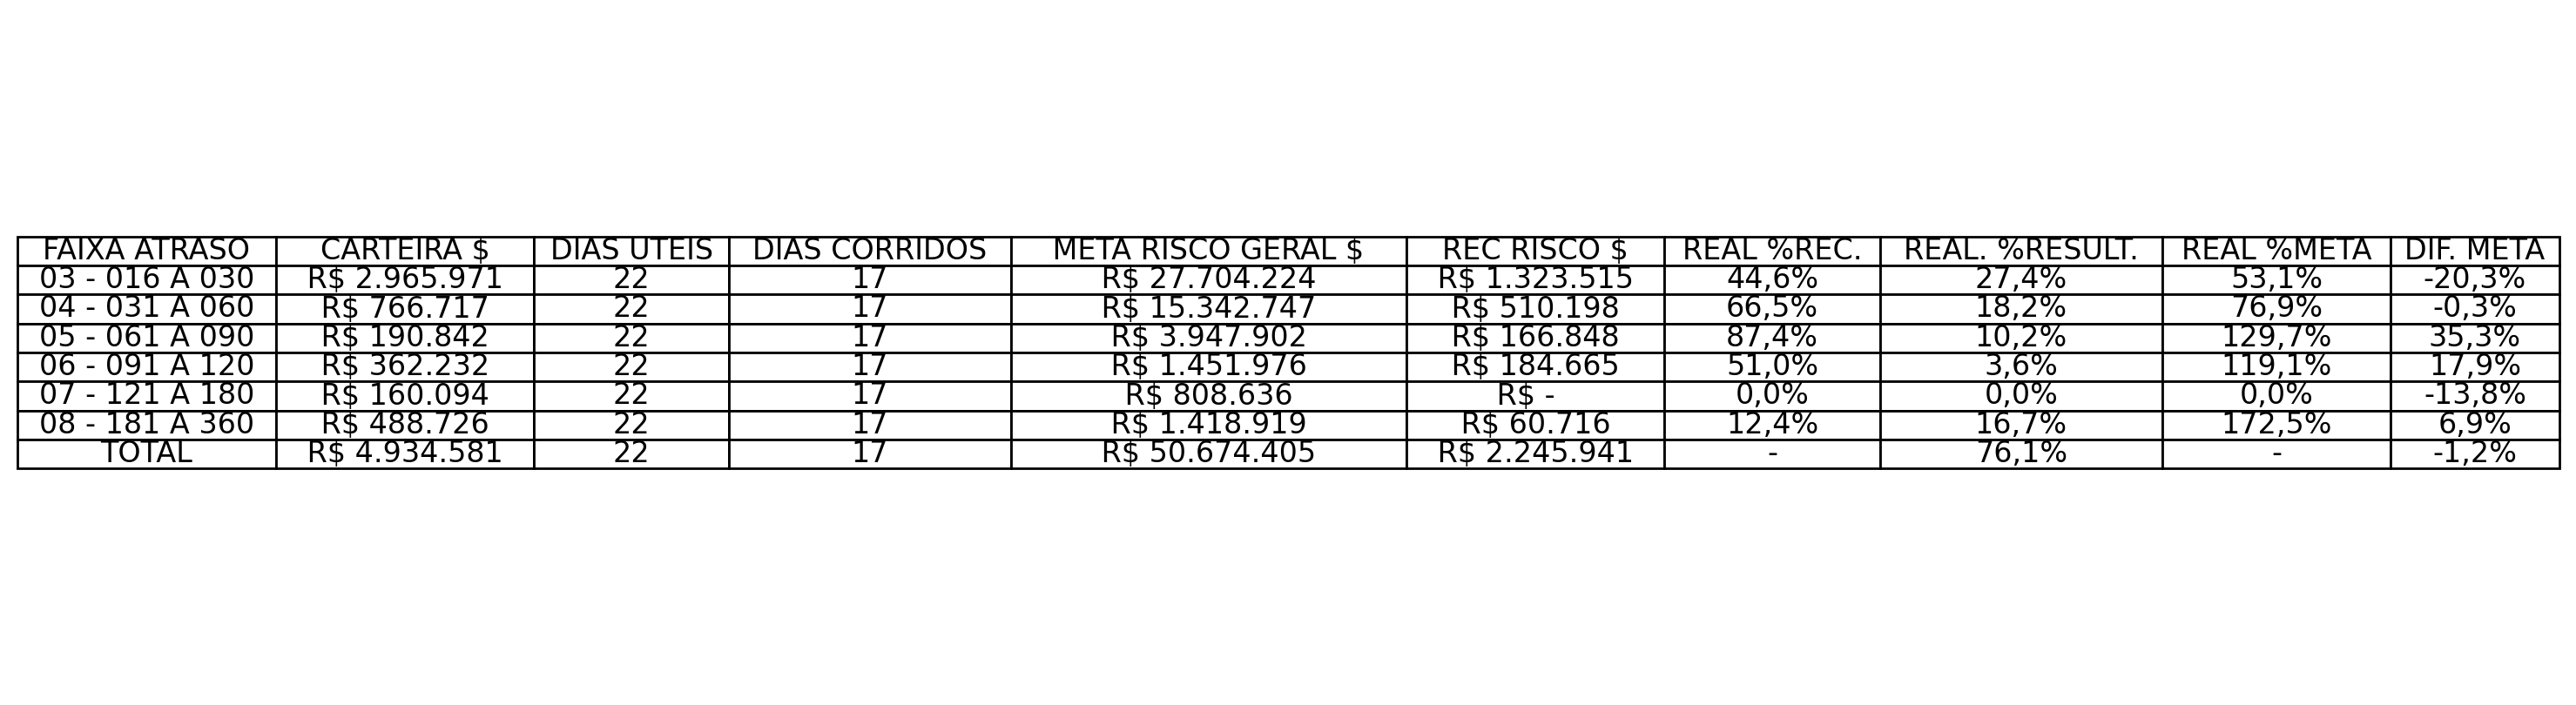 FAIXA ATRASO CARTEIRA $ DIAS UTEIS DIAS CORRIDOS META RISCO GERAL $ REC RISCO $ REAL %REC. REAL. %RESULT. REAL %META DIF. META
03 - 016 A 030 R$ 2.965.971 22 17 R$ 27.704.224 R$ 1.323.515 44,6% 27,4% 53,1% -20,3%
04 - 031 A 060 R$ 766.717 22 17 R$ 15.342.747 R$ 510.198 66,5% 18,2% 76,9% -0,3%
05 - 061 A 090 R$ 190.842 22 17 R$ 3.947.902 R$ 166.848 87,4% 10,2% 129,7% 35,3%
06 - 091 A 120 R$ 362.232 22 17 R$ 1.451.976 R$ 184.665 51,0% 3,6% 119,1% 17,9%
07 - 121 A 180 R$ 160.094 22 17 R$ 808.636 R$ - 0,0% 0,0% 0,0% -13,8%
08 - 181 A 360 R$ 488.726 22 17 R$ 1.418.919 R$ 60.716 12,4% 16,7% 172,5% 6,9%
TOTAL R$ 4.934.581 22 17 R$ 50.674.405 R$ 2.245.941 - 76,1% - -1,2%